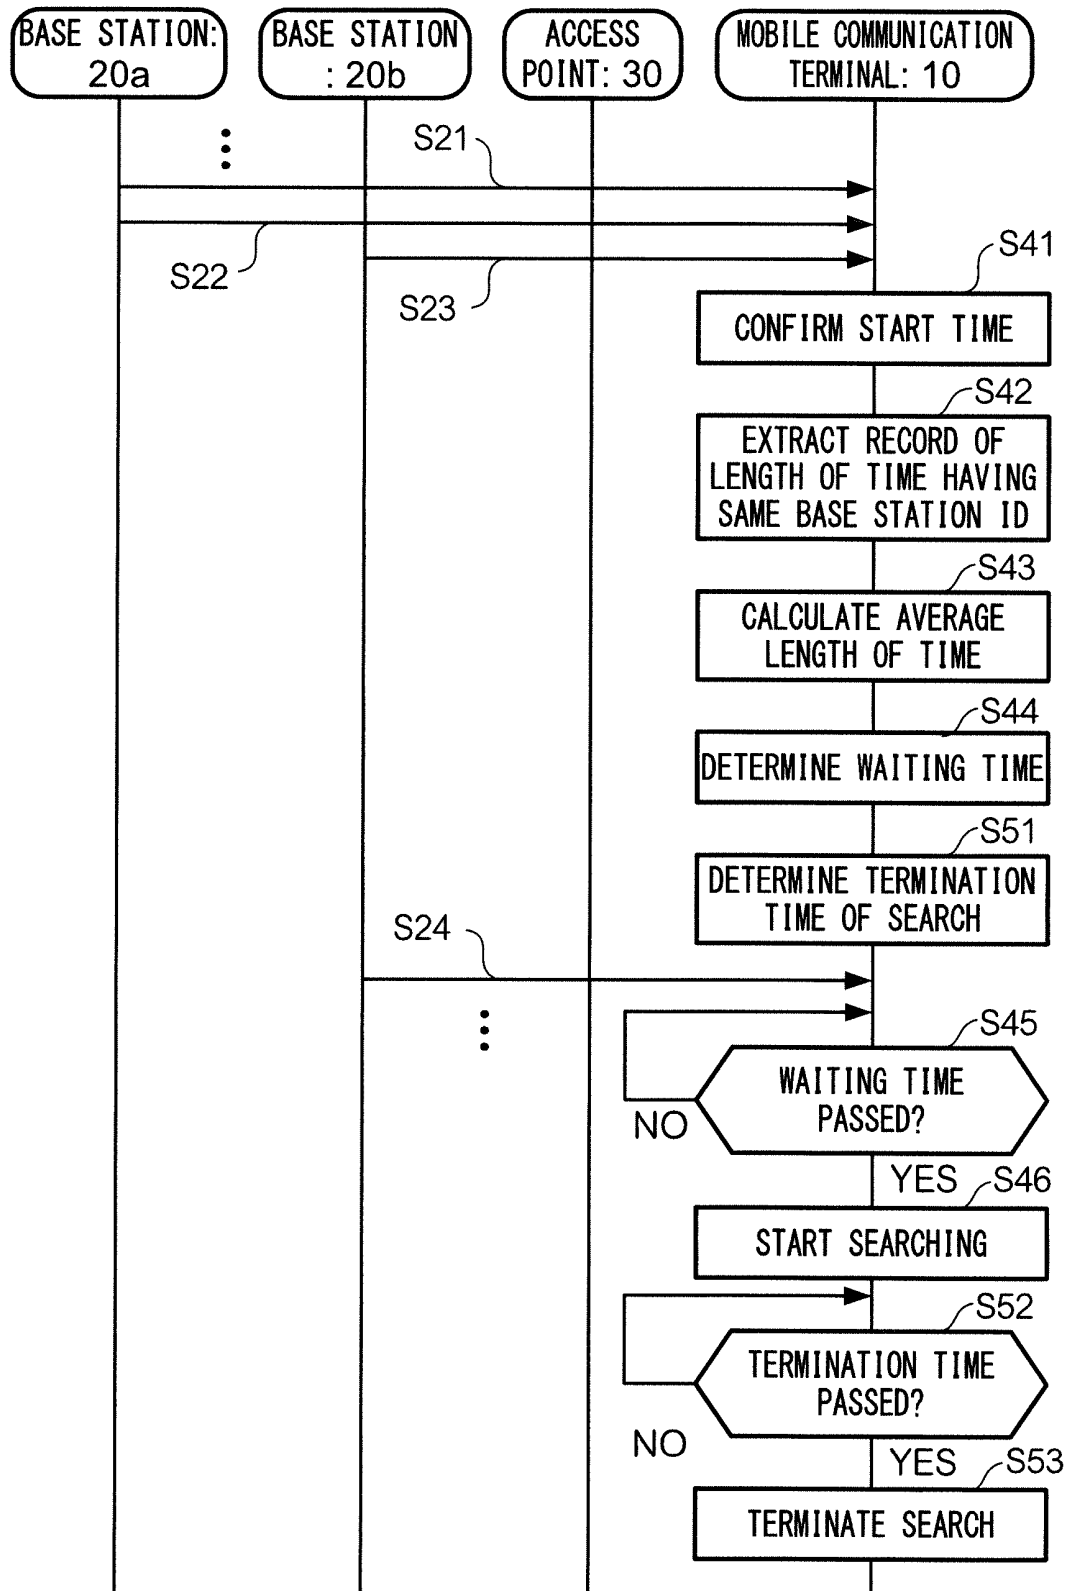 BASE STATION:
20a
BASE STATION
: 20b
ACCESS
POINT: 30
MOBILE COMMUNICATION
TERMINAL: 10
S21
S22
S23
S41
CONFIRM START TIME
S42
EXTRACT RECORD OF
LENGTH OF TIME HAVING
SAME BASE STATION ID
S43
CALCULATE AVERAGE
LENGTH OF TIME
S44
DETERMINE WAITING TIME
S51
DETERMINE TERMINATION
TIME OF SEARCH
S24
S45
WAITING TIME
PASSED?
NO
YES
S46
START SEARCHING
S52
TERMINATION TIME
PASSED?
NO
YES
S53
TERMINATE SEARCH